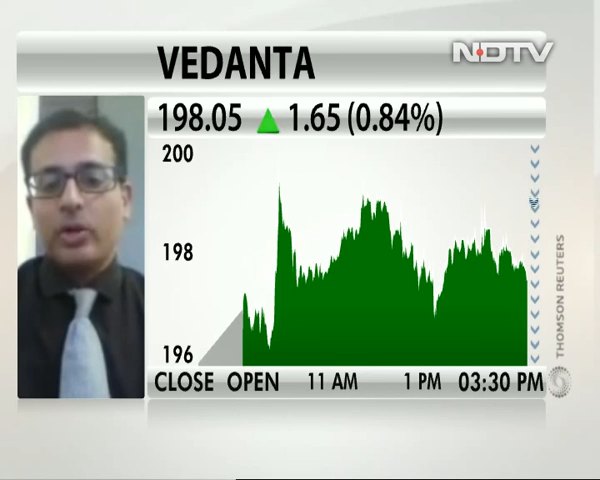 VEDANTA
NDTV
198.05 ▲ 1.65 (0.84%)
200
198
196
CLOSE OPEN 11 AM 1 PM 03:30 PM
THOMSON REUTERS